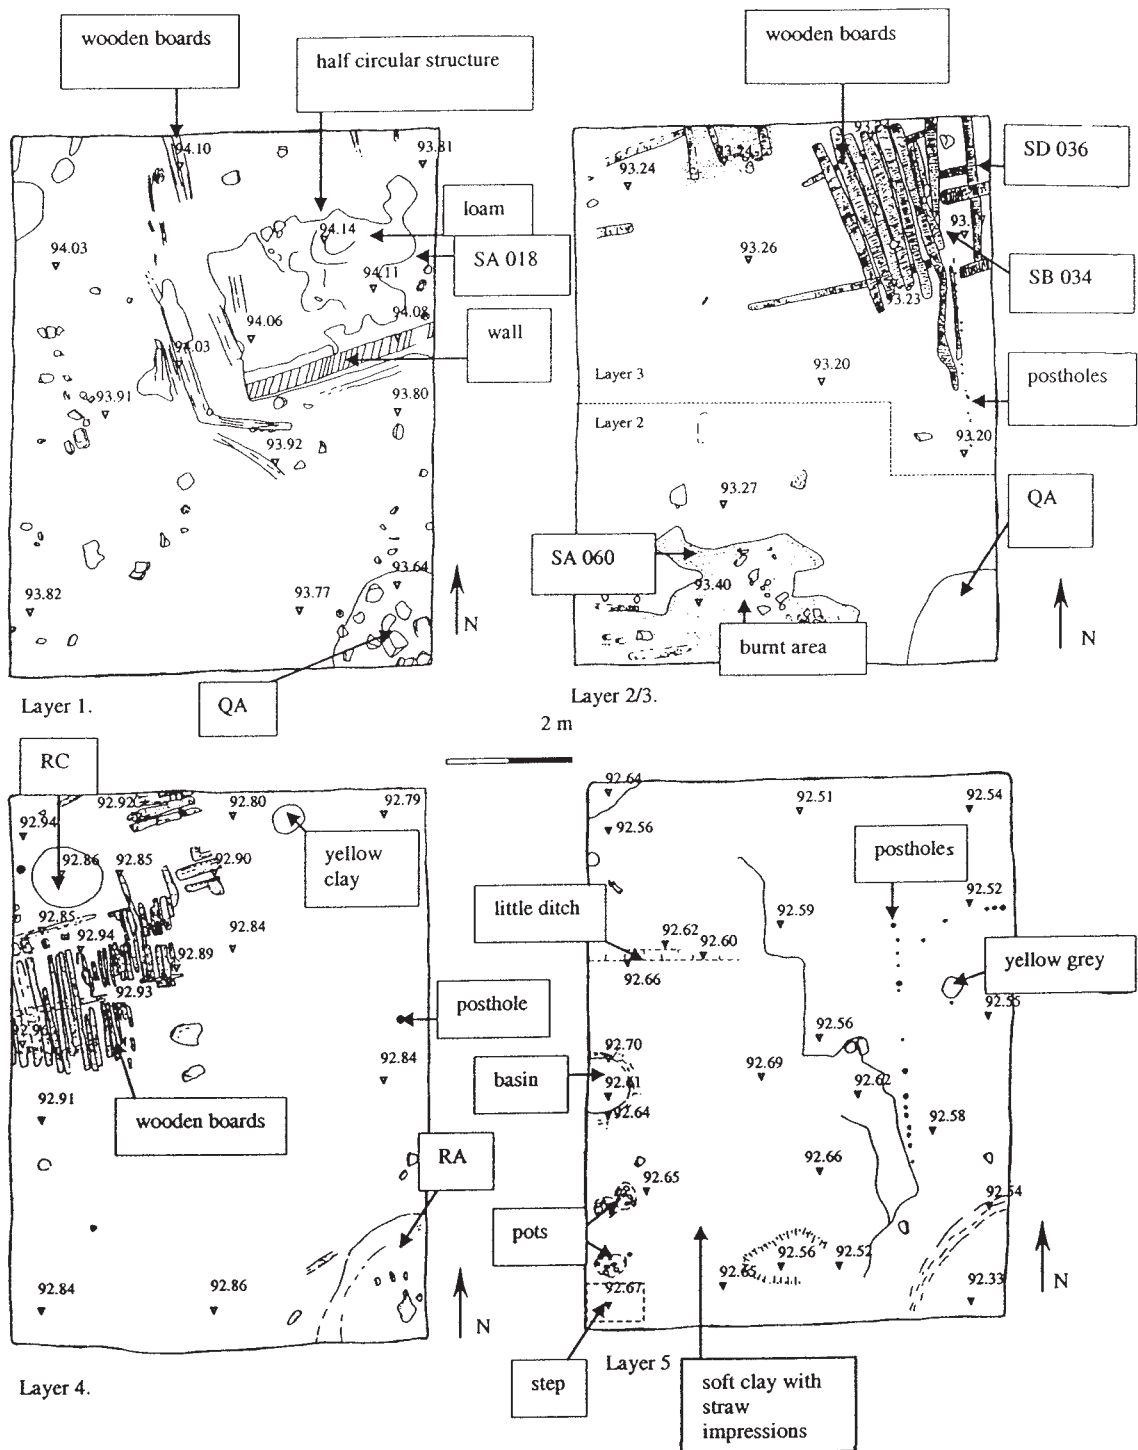 wooden boards
half circular structure
94.10
93.81
loam
94.14
SA 018
94.03
94.11
94.06
94.08
wall
94.03
93.91
93.80
93.92
93.64
93.82
93.77
N
QA
Layer 1.
wooden boards
SD 036
93.24
93.24
93.26
SB 034
93.23
Layer 3
93.20
postholes
Layer 2
93.20
93.27
QA
SA 060
93.40
burnt area
N
Layer 2/3.
2 m
RC
92.92
92.80
92.79
92.94
yellow
clay
92.86
92.85
92.90
92.85
92.94
92.84
92.89
92.93
posthole
92.84
92.91
wooden boards
RA
92.84
92.86
N
Layer 4.
92.64
92.51
92.54
92.56
postholes
92.52
little ditch
92.59
92.62
92.60
yellow grey
92.66
92.56
92.70
92.69
basin
92.61
92.62
92.64
92.58
92.66
92.65
92.54
pots
92.56
92.52
92.65
92.67
92.33
N
step
Layer 5
soft clay with
straw
impressions